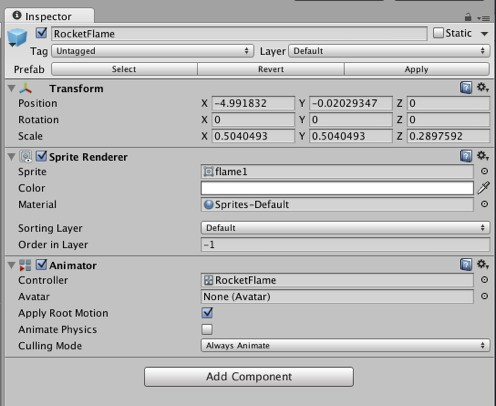 Inspector
RocketFlame Static
Tag Untagged Layer Default
Prefab Select Revert Apply
Transform
Position X -4.991832 Y -0.02029347 Z 0
Rotation X 0 Y 0 Z 0
Scale X 0.5040493 Y 0.5040493 Z 0.2897592
Sprite Renderer
Sprite flame1
Color
Material Sprites-Default
Sorting Layer Default
Order in Layer -1
Animator
Controller RocketFlame
Avatar None (Avatar)
Apply Root Motion
Animate Physics
Culling Mode Always Animate
Add Component